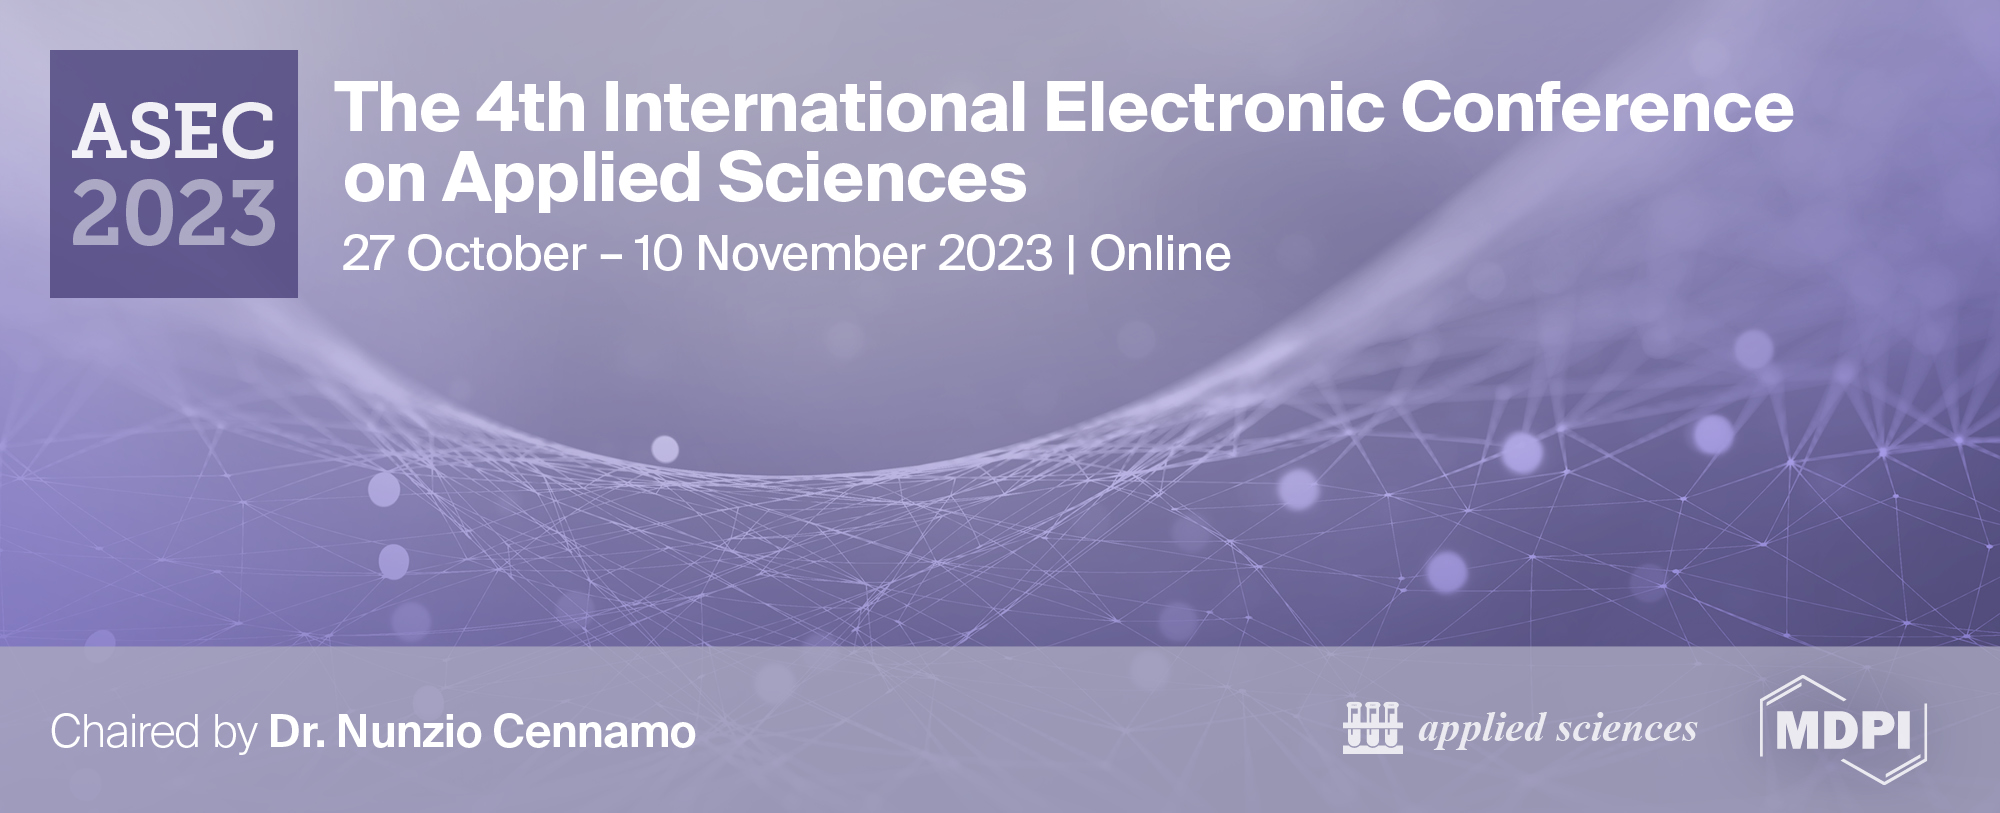 ASEC
2023
The 4th International Electronic Conference
on Applied Sciences
27 October – 10 November 2023 | Online
Chaired by Dr. Nunzio Cennamo
applied sciences
MDPI